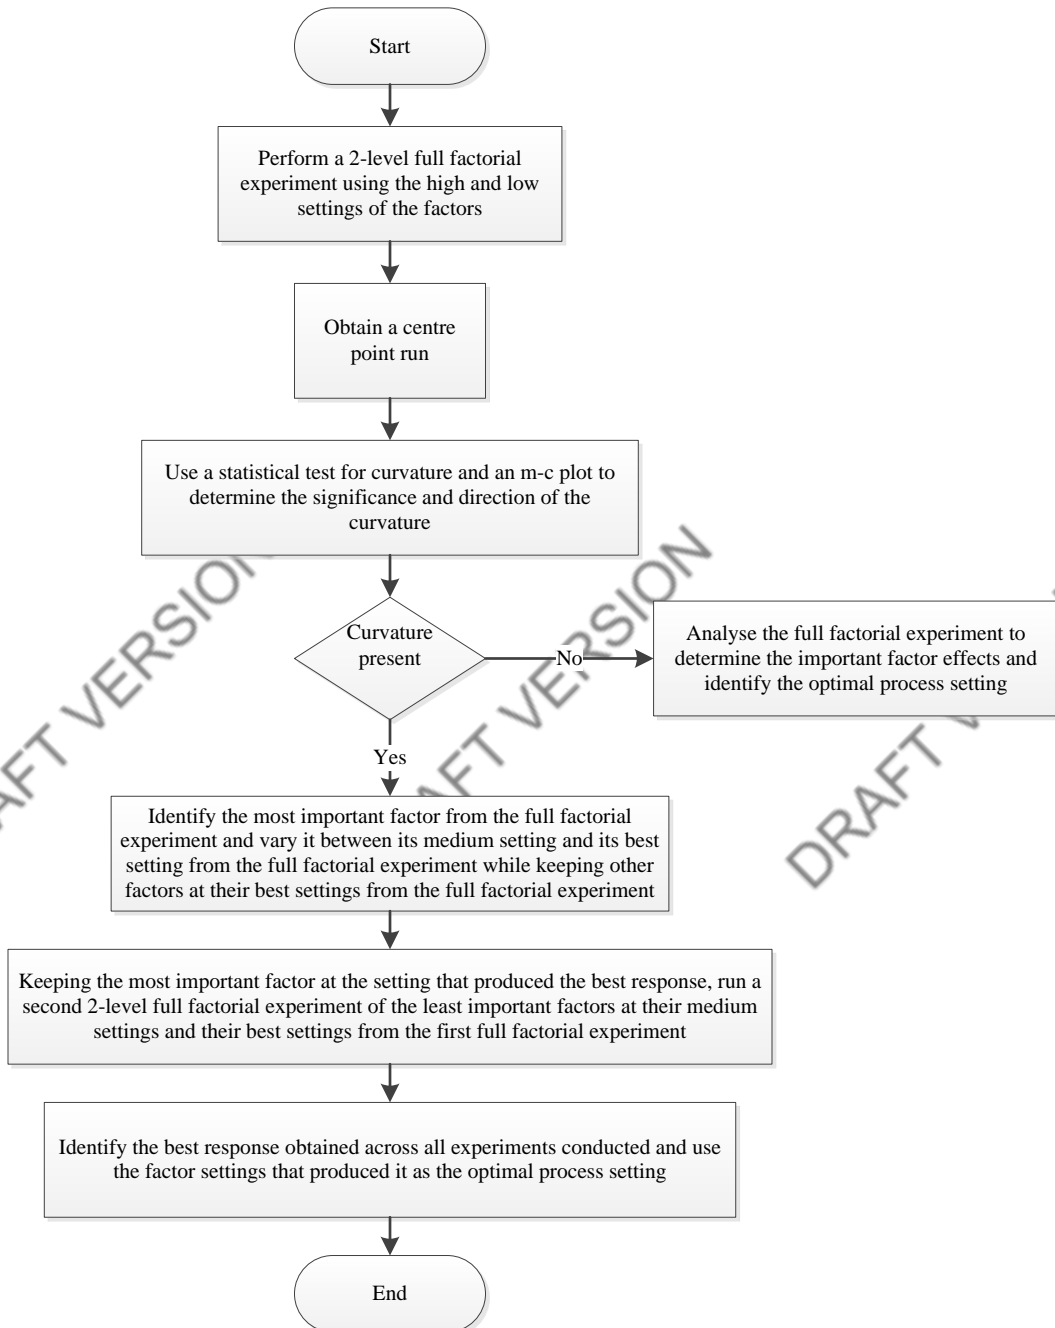 Start
Perform a 2-level full factorial
experiment using the high and low
settings of the factors
Obtain a centre
point run
Use a statistical test for curvature and an m-c plot to
determine the significance and direction of the
curvature
Curvature
present
No
Analyse the full factorial experiment to
determine the important factor effects and
identify the optimal process setting
Yes
Identify the most important factor from the full factorial
experiment and vary it between its medium setting and its best
setting from the full factorial experiment while keeping other
factors at their best settings from the full factorial experiment
Keeping the most important factor at the setting that produced the best response, run a
second 2-level full factorial experiment of the least important factors at their medium
settings and their best settings from the first full factorial experiment
Identify the best response obtained across all experiments conducted and use
the factor settings that produced it as the optimal process setting
End
AFT VERSION
AFT VERSION
DRAFT V